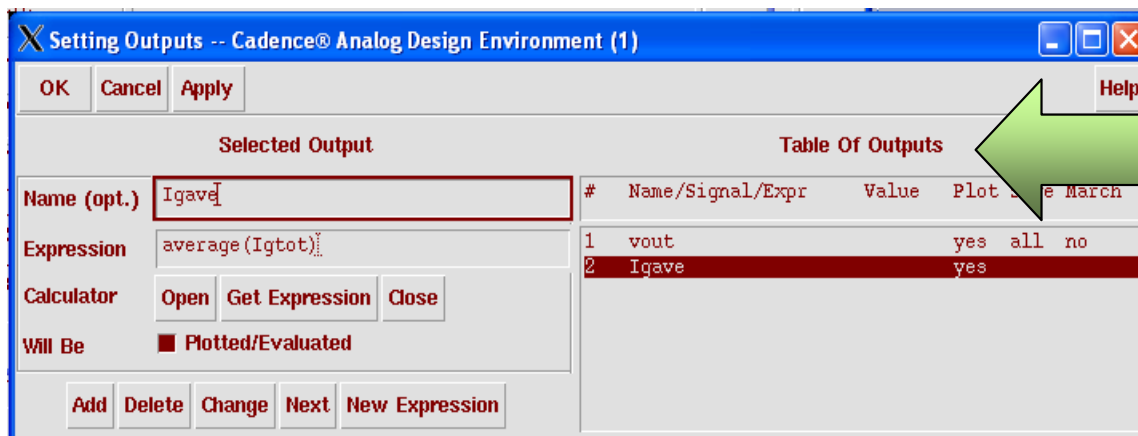 Setting Outputs -- Cadence® Analog Design Environment (1)
OK Cancel Apply Help
Selected Output
Table Of Outputs
Name (opt.) Igave
Expression average(Igtot)
Calculator Open Get Expression Close
Will Be Plotted/Evaluated
Add Delete Change Next New Expression
# Name/Signal/Expr Value Plot March
1 vout yes all no
2 Igave yes